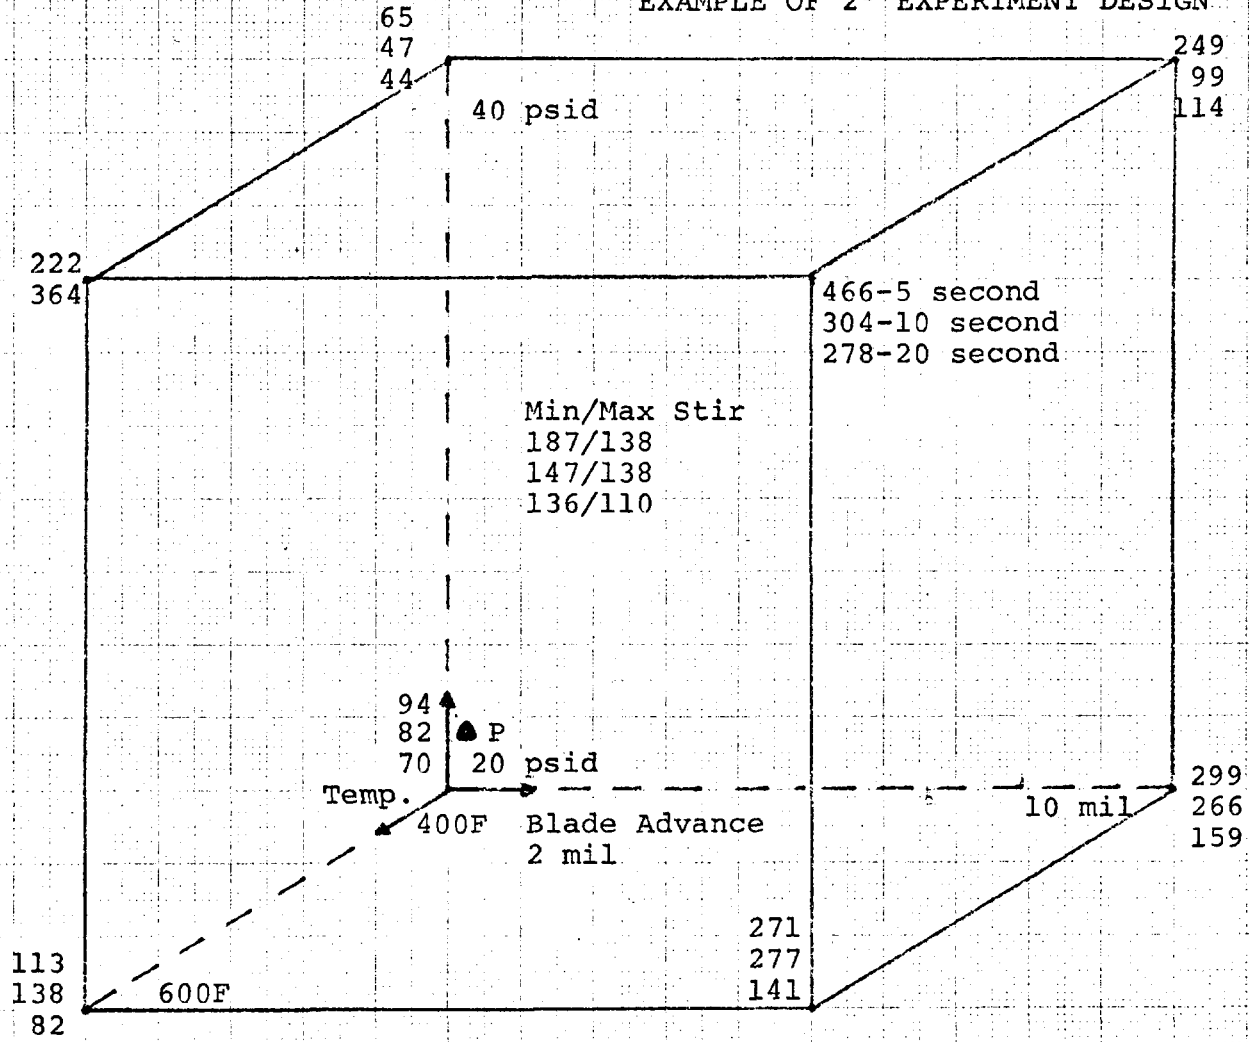 EXAMPLE OF 2 EXPERIMENT DESIGN
65
47
44
249
99
114
40 psid
222
364
466-5 second
304-10 second
278-20 second
Min/Max Stir
187/138
147/138
136/110
94
82 ▲ P
70 20 psid
Temp.
400F Blade Advance
2 mil
10 mil
299
266
159
271
277
141
113
138
82
600F